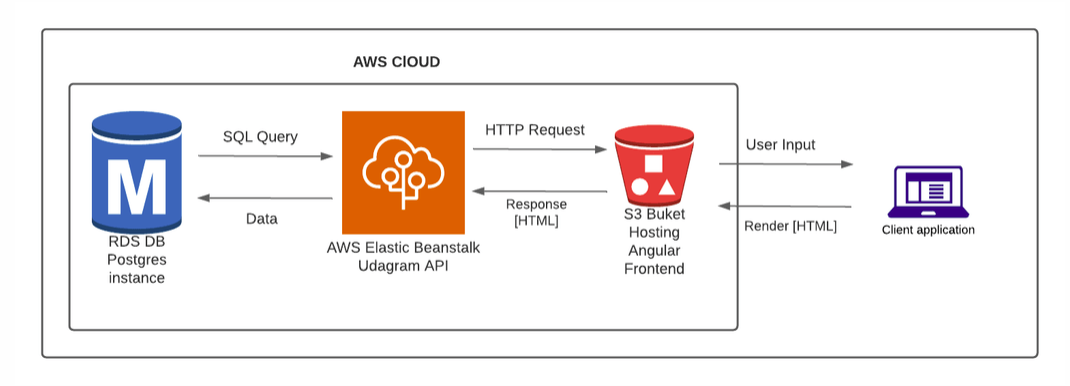 AWS ClOUD
M
RDS DB
Postgres
instance
SQL Query
Data
AWS Elastic Beanstalk
Udagram API
HTTP Request
Response
[HTML]
S3 Buket
Hosting
Angular
Frontend
User Input
Render [HTML]
Client application